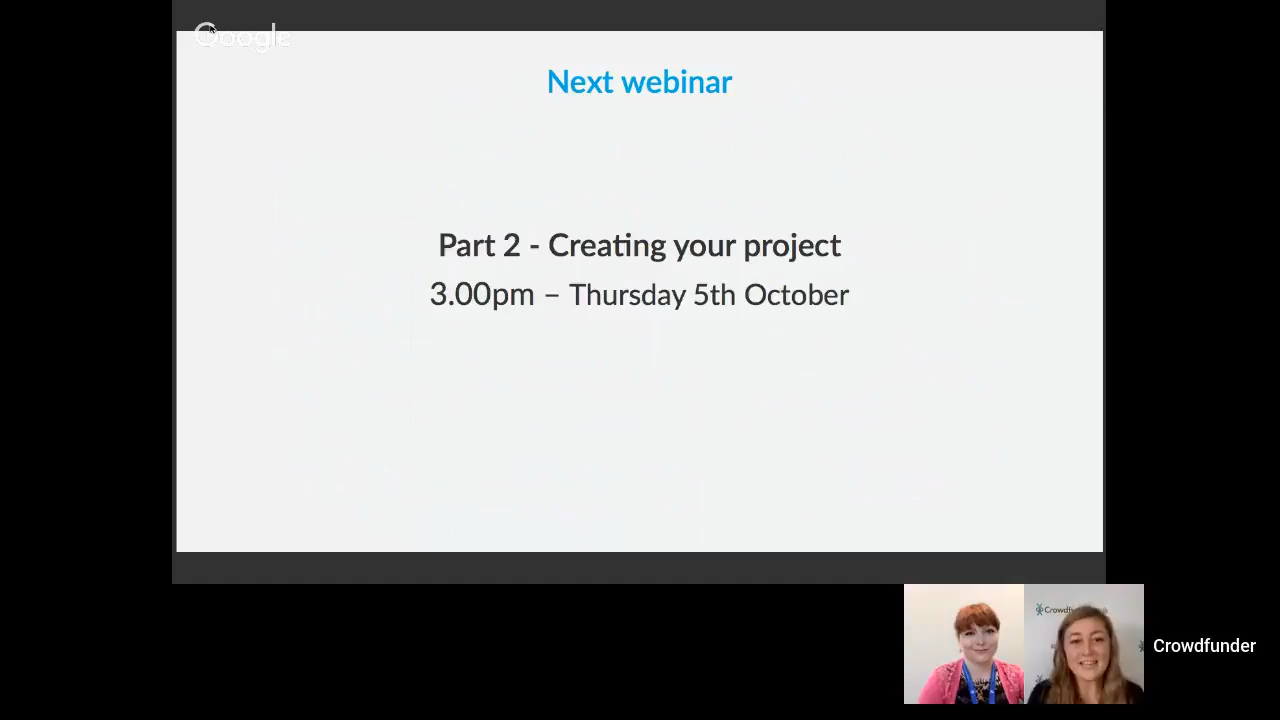 Google
Next webinar
Part 2 - Creating your project
3.00pm – Thursday 5th October
Crowdfunder